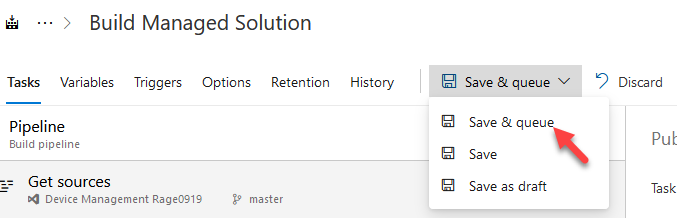 ... > Build Managed Solution
Tasks Variables Triggers Options Retention History Save & queue Discard
Save & queue
Save
Save as draft
Pipeline
Build pipeline
Get sources
Device Management Rage0919 master
Pu
Task